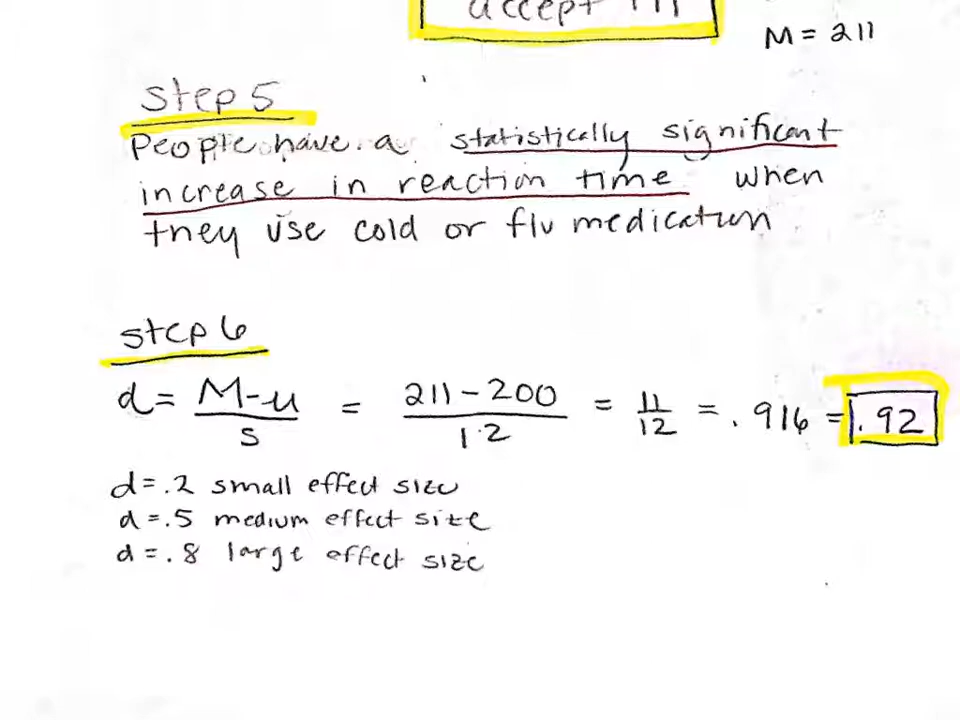 accept
M = 211
Step 5
People have a statistically significant
increase in reaction time when
they use cold or flu medication
step 6
d = M-u / s = 211-200 / 12 = 11/12 = .916 = .92
d = .2 small effect size
d = .5 medium effect size
d = .8 large effect size